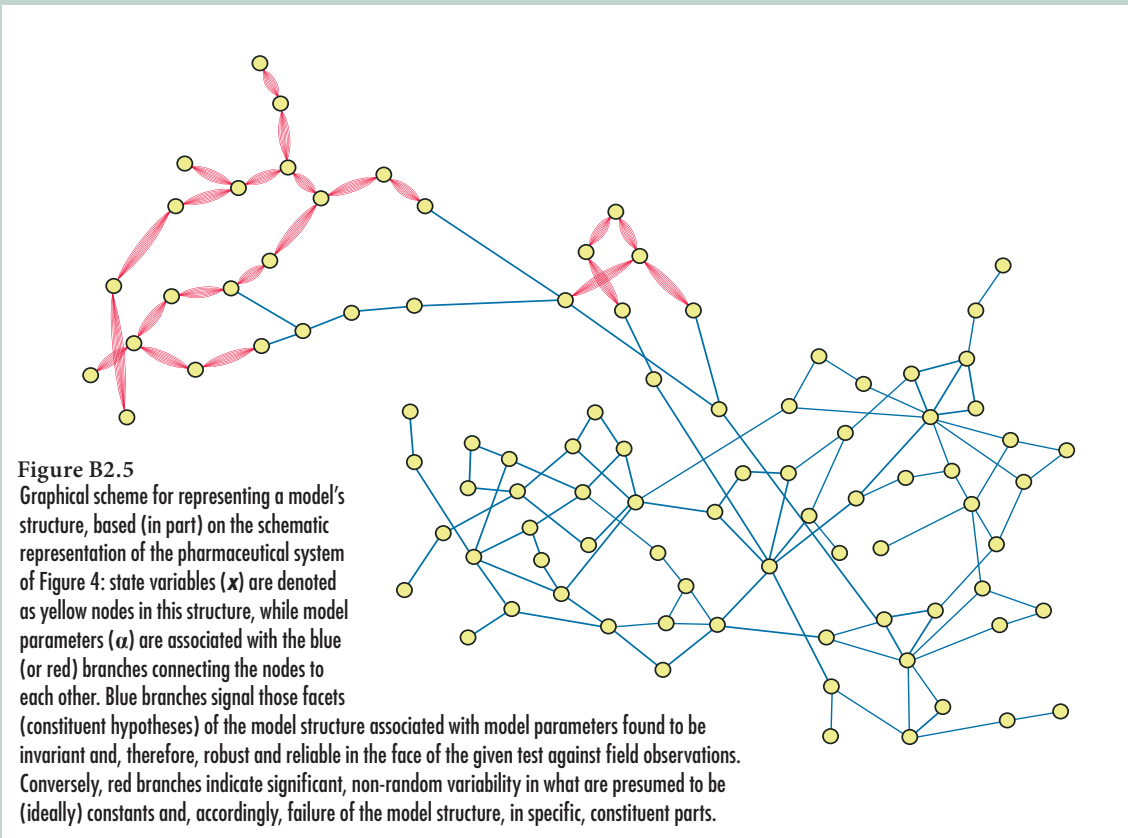 Figure B2.5
Graphical scheme for representing a model's
structure, based (in part) on the schematic
representation of the pharmaceutical system
of Figure 4: state variables (x) are denoted
as yellow nodes in this structure, while model
parameters (α) are associated with the blue
(or red) branches connecting the nodes to
each other. Blue branches signal those facets
(constituent hypotheses) of the model structure associated with model parameters found to be
invariant and, therefore, robust and reliable in the face of the given test against field observations.
Conversely, red branches indicate significant, non-random variability in what are presumed to be
(ideally) constants and, accordingly, failure of the model structure, in specific, constituent parts.